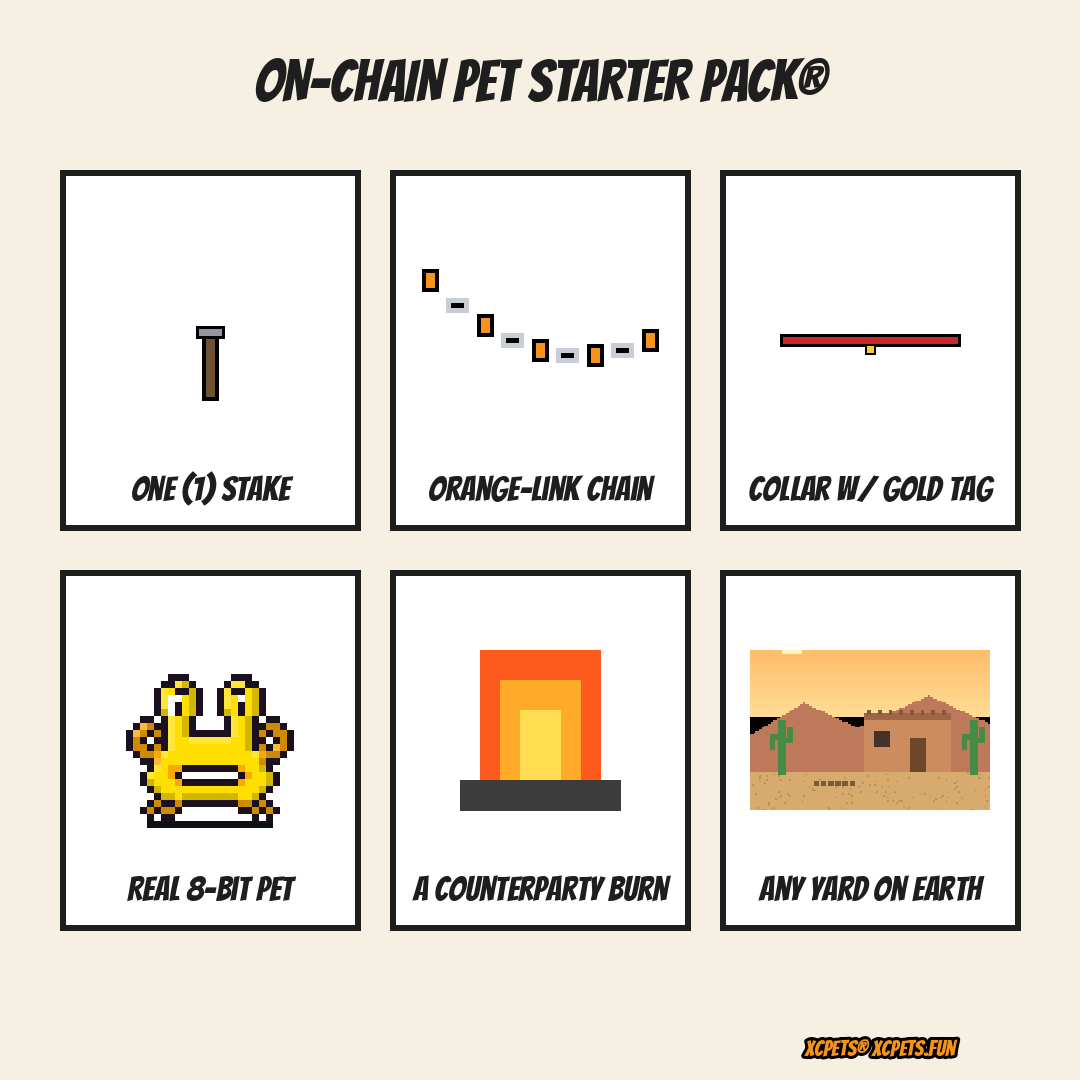 ON-CHAIN PET STARTER PACK®
ONE (1) STAKE
ORANGE-LINK CHAIN
COLLAR W/ GOLD TAG
REAL 8-BIT PET
A COUNTERPARTY BURN
ANY YARD ON EARTH
XCPETS® XCPETS.FUN